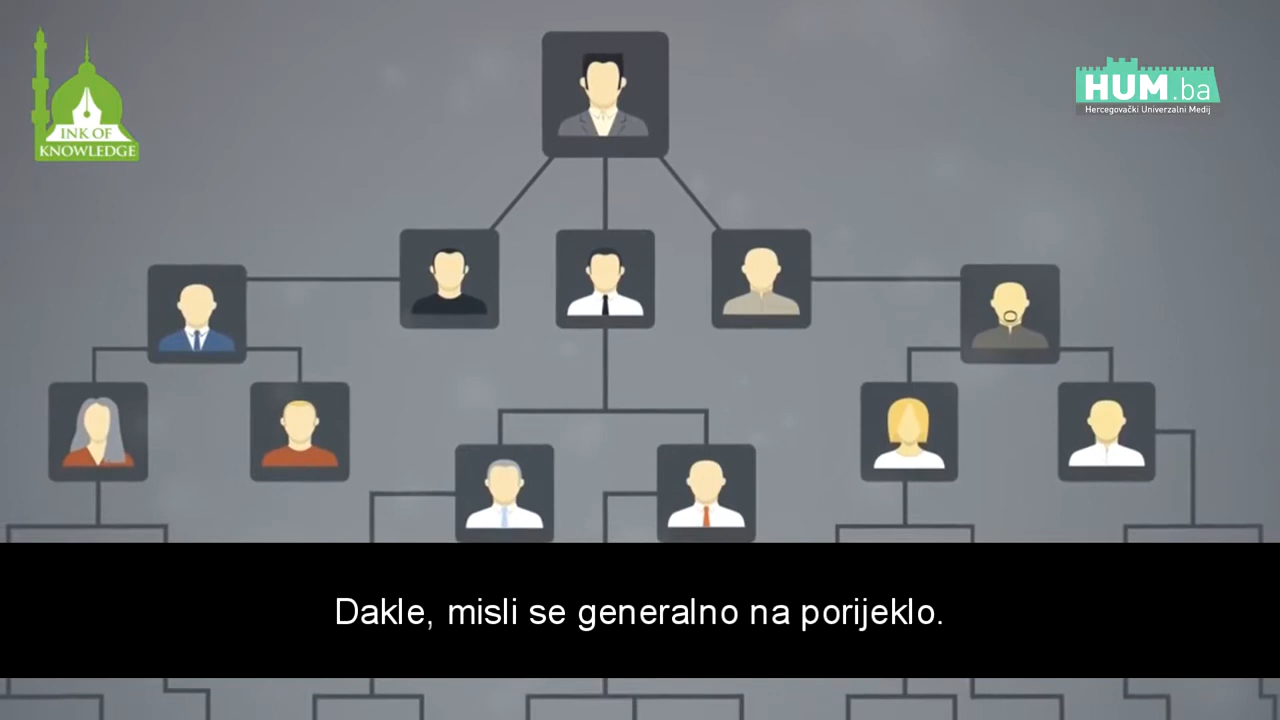 INK OF
KNOWLEDGE
HUM.ba
Hercegovački Univerzalni Medij
Dakle, misli se generalno na porijeklo.